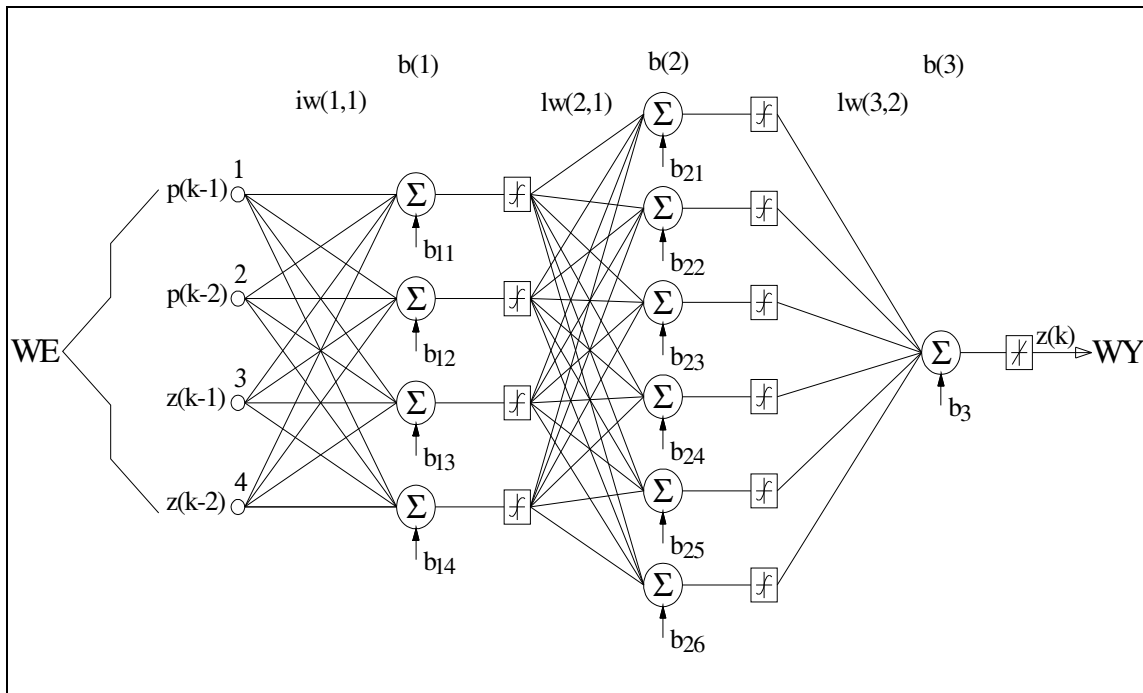 b(1)
b(2)
b(3)
iw(1,1)
lw(2,1)
lw(3,2)
WE
p(k-1)
1
p(k-2)
2
z(k-1)
3
z(k-2)
4
Σ
b11
Σ
b12
Σ
b13
Σ
b14
Σ
b21
Σ
b22
Σ
b23
Σ
b24
Σ
b25
Σ
b26
Σ
b3
z(k)
WY